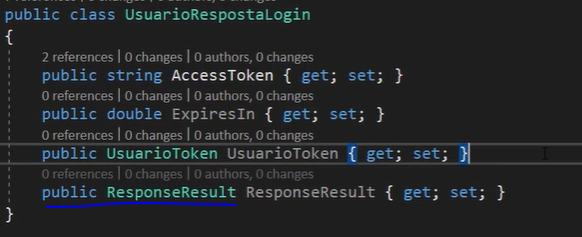 public class UsuarioRespostaLogin
{
2 references | 0 changes | 0 authors, 0 changes
public string AccessToken { get; set; }
0 references | 0 changes | 0 authors, 0 changes
public double ExpiresIn { get; set; }
0 references | 0 changes | 0 authors, 0 changes
public UsuarioToken UsuarioToken { get; set; }
0 references | 0 changes | 0 authors, 0 changes
public ResponseResult ResponseResult { get; set; }
}